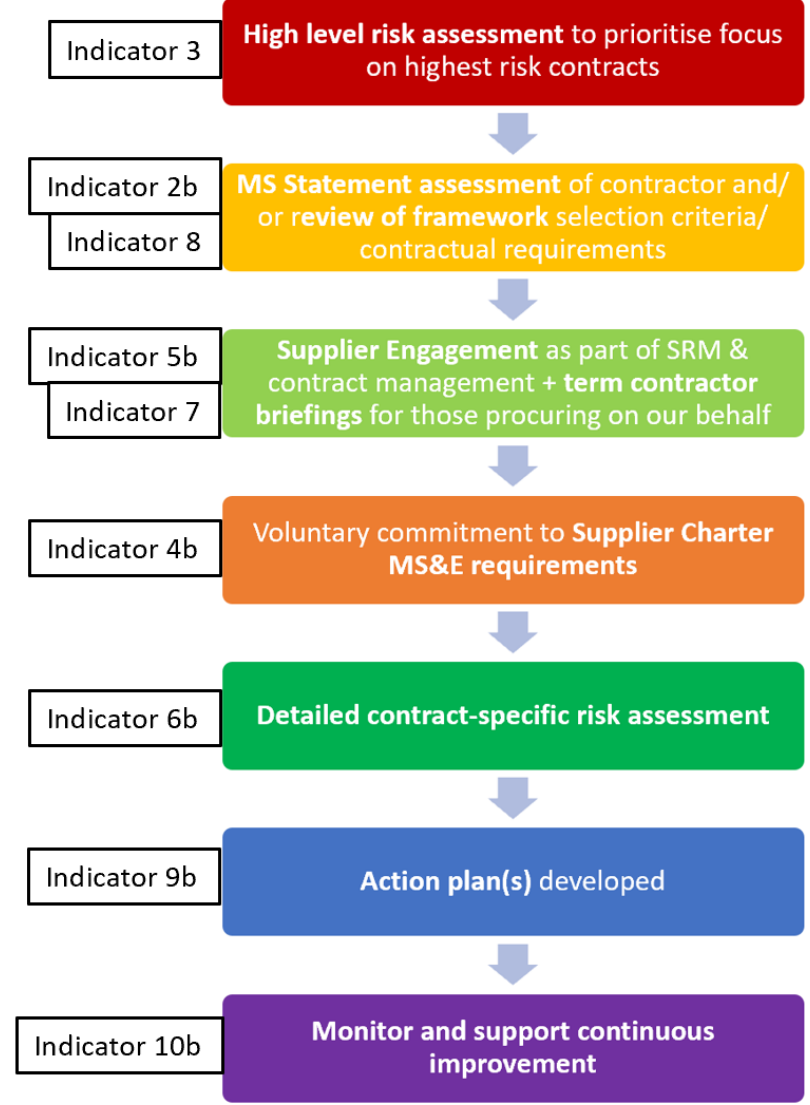 Indicator 3
High level risk assessment to prioritise focus
on highest risk contracts
Indicator 2b
Indicator 8
MS Statement assessment of contractor and/
or review of framework selection criteria/
contractual requirements
Indicator 5b
Indicator 7
Supplier Engagement as part of SRM &
contract management + term contractor
briefings for those procuring on our behalf
Indicator 4b
Voluntary commitment to Supplier Charter
MS&E requirements
Indicator 6b
Detailed contract-specific risk assessment
Indicator 9b
Action plan(s) developed
Indicator 10b
Monitor and support continuous
improvement